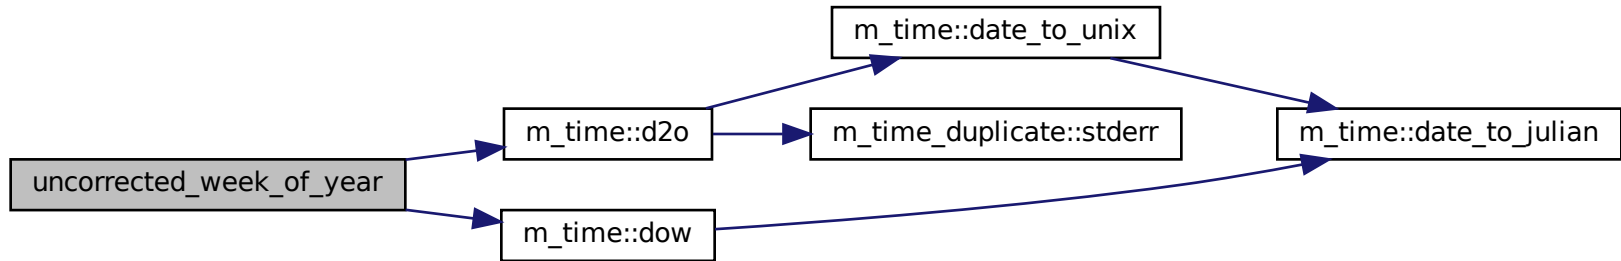 m_time::date_to_unix
m_time::d2o
m_time_duplicate::stderr
m_time::date_to_julian
uncorrected_week_of_year
m_time::dow